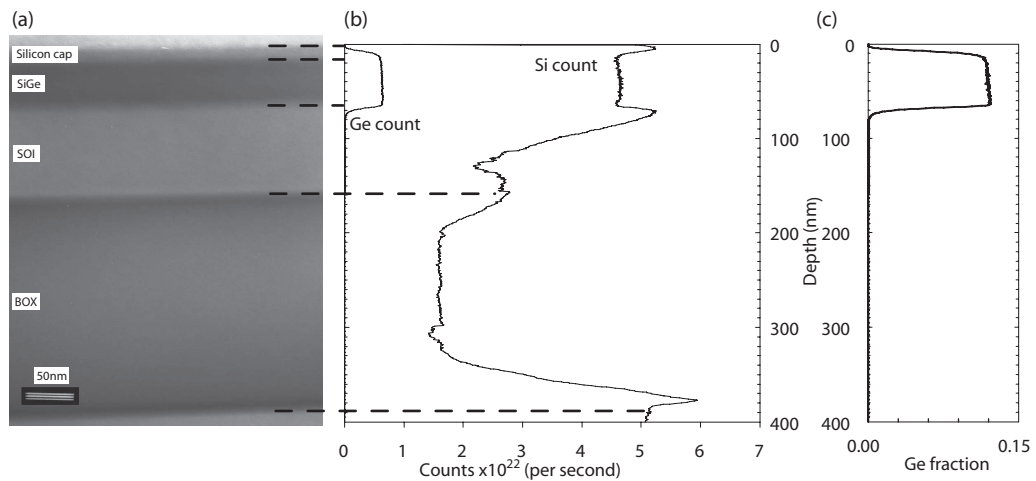 (a)
Silicon cap
SiGe
SOI
BOX
50nm
(b)
Si count
Ge count
0
100
200
300
400
0 1 2 3 4 5 6 7
Counts x10²² (per second)
(c)
0
100
200
300
400
Depth (nm)
0.00 0.15
Ge fraction